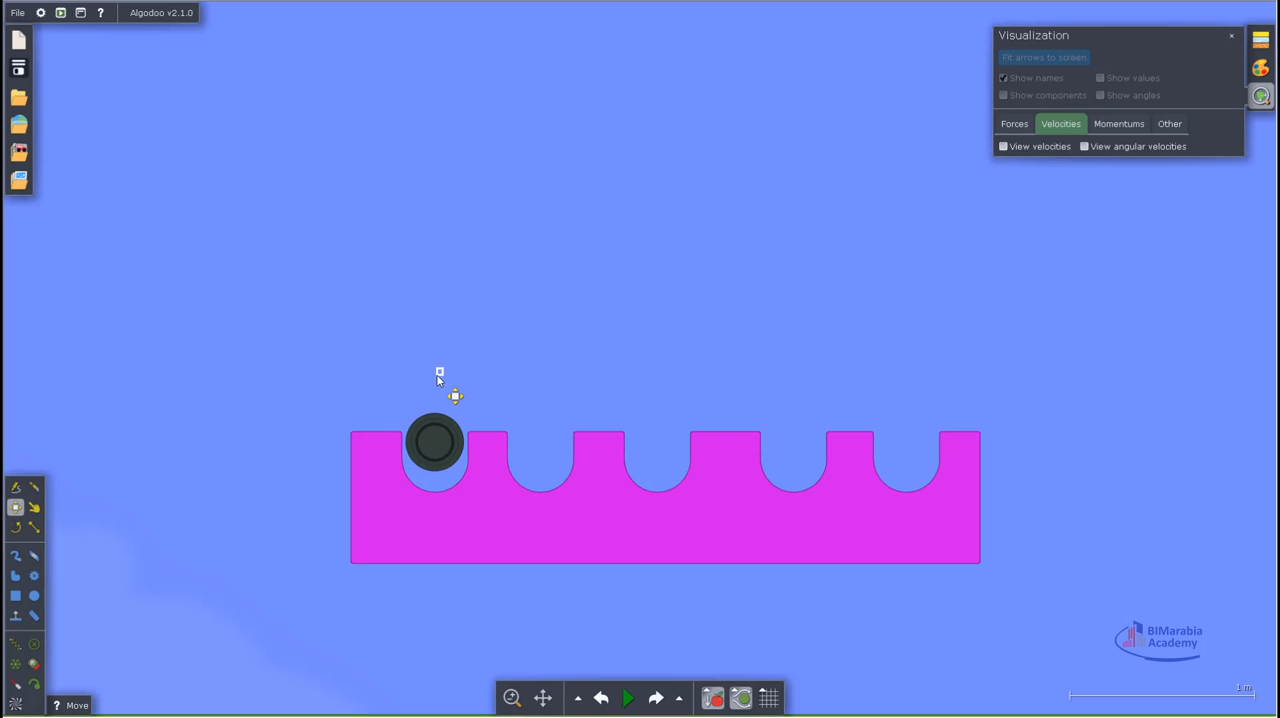 File ? Algodoo v2.1.0
Visualization ×
Fit arrows to screen
Show names Show values
Show components Show angles
Forces Velocities Momentums Other
View velocities View angular velocities
BIMarabia
Academy
1 m
? Move